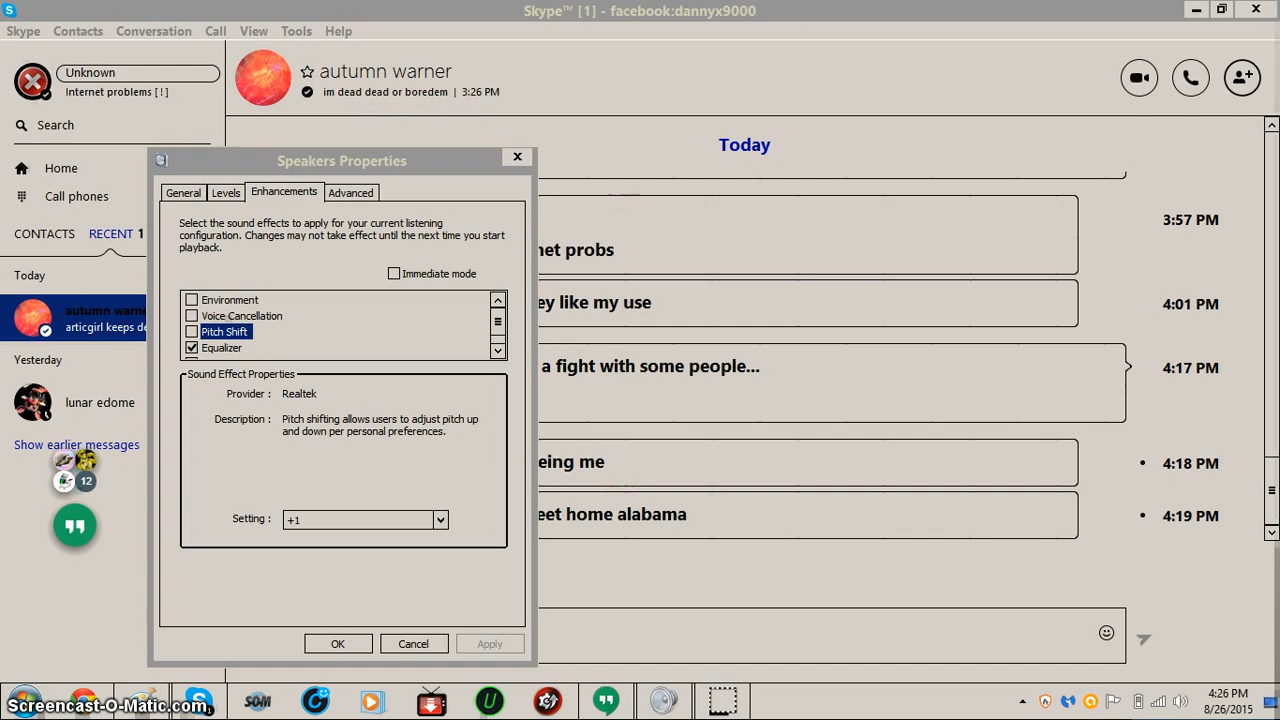 Skype™ [1] - facebook:dannyx9000
Skype Contacts Conversation Call View Tools Help
Unknown
Internet problems [!]
Search
Home
Call phones
CONTACTS RECENT 1
Today
autumn warner
articgirl keeps de
Yesterday
lunar edome
Show earlier messages
12
autumn warner
im dead dead or boredem | 3:26 PM
Speakers Properties
General Levels Enhancements Advanced
Select the sound effects to apply for your current listening
configuration. Changes may not take effect until the next time you start
playback.
Immediate mode
Environment
Voice Cancellation
Pitch Shift
Equalizer
Sound Effect Properties
Provider : Realtek
Description : Pitch shifting allows users to adjust pitch up
and down per personal preferences.
Setting : +1
OK Cancel Apply
Today
3:57 PM
net probs
ey like my use 4:01 PM
a fight with some people... 4:17 PM
eing me 4:18 PM
eet home alabama 4:19 PM
SOM
4:26 PM
8/26/2015
Screencast-O-Matic.com